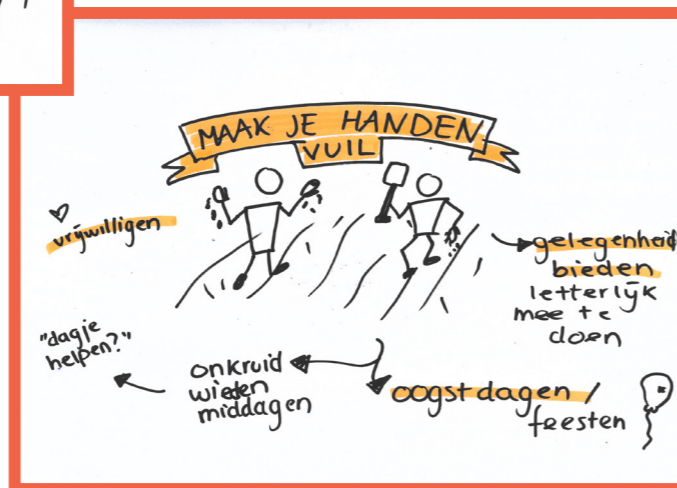 MAAK JE HANDEN
VUIL
vrijwilligen
gelegenheid
bieden
letterlijk
mee te
doen
"dagje
helpen?"
onkruid
wieden
middagen
oogstdagen /
feesten